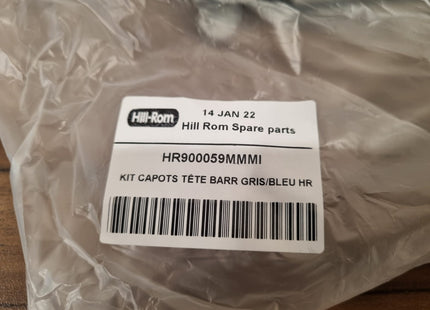 Hill-Rom
14 JAN 22
Hill Rom Spare parts
HR900059MMMI
KIT CAPOTS TÊTE BARR GRIS/BLEU HR